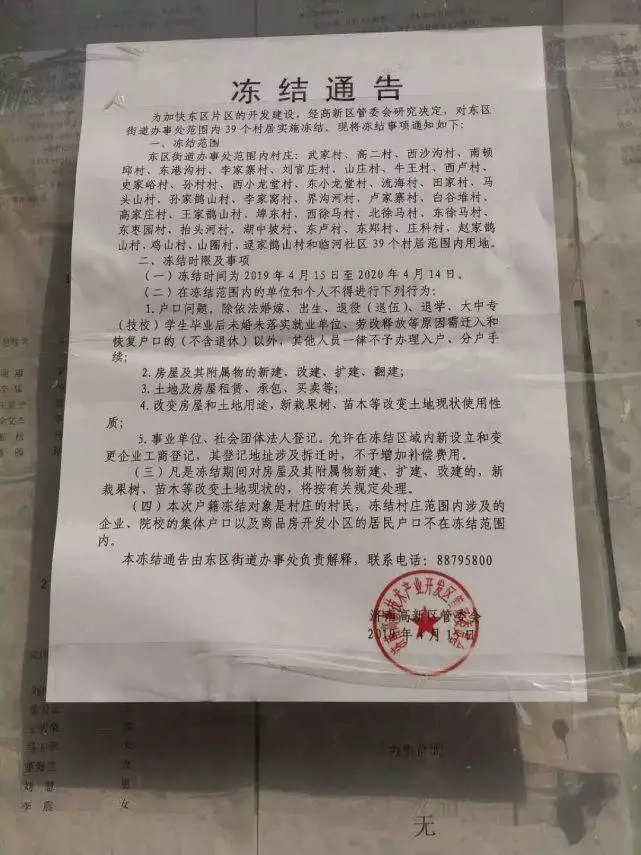 冻结通告
为加快东区片区的开发建设，经高新区管委会研究决定，对东区
街道办事处范围内39个村居实施冻结。现将冻结事项通知如下：
一、冻结范围
东区街道办事处范围内村庄：武家村、高二村、西沙沟村、南顿
邱村、东港沟村、李家寨村、刘官庄村、山庄村、牛王村、西卢村、
史家峪村、孙村村、西小龙堂村、东小龙堂村、流海村、田家村、马
头山村、孙家鹊山村、李家窝村、界沟河村、卢家寨村、白谷堆村、
高家庄村、王家鹊山村、埠东村、西徐马村、北徐马村、东徐马村、
东枣园村、抬头河村、湖中坡村、东卢村、东郑村、庄科村、赵家鹊
山村、鸡山村、山圈村、逯家鹊山村和临河社区39个村居范围内用地。
二、冻结时限及事项
（一）冻结时间为2019年4月15日至2020年4月14日。
（二）在冻结范围内的单位和个人不得进行下列行为：
1.户口问题，除依法婚嫁、出生、退役（退伍）、退学、大中专
（技校）学生毕业后未婚未落实就业单位、劳改释放等原因需迁入和
恢复户口的（不含退休）以外，其他人员一律不予办理入户、分户手
续；
2.房屋及其附属物的新建、改建、扩建、翻建；
3.土地及房屋租赁、承包、买卖等；
4.改变房屋和土地用途，新栽果树、苗木等改变土地现状使用性
质；
5.事业单位、社会团体法人登记。允许在冻结区域内新设立和变
更企业工商登记，其登记地址涉及拆迁时，不予增加补偿费用。
（三）凡是冻结期间对房屋及其附属物新建、扩建、改建的，新
栽果树、苗木等改变土地现状的，将按有关规定处理。
（四）本次户籍冻结对象是村庄的村民，冻结村庄范围内涉及的
企业、院校的集体户口以及商品房开发小区的居民户口不在冻结范围
内。
本冻结通告由东区街道办事处负责解释，联系电话：88795800
济南高新区管委会
2019年4月15日
刘慧
女
男
李晨
女
无